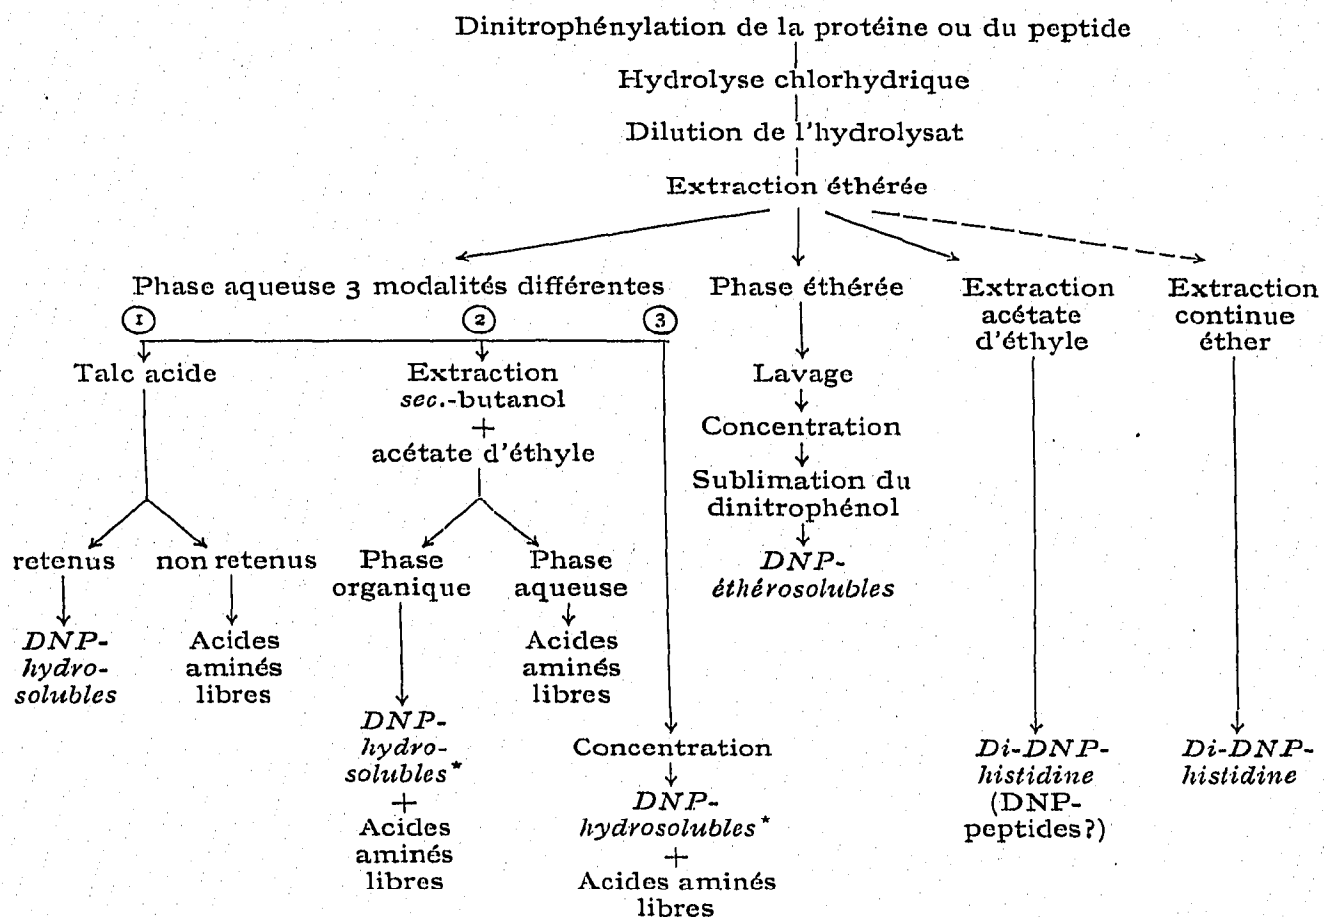 Dinitrophénylation de la protéine ou du peptide
Hydrolyse chlorhydrique
Dilution de l'hydrolysat
Extraction éthérée
Phase aqueuse 3 modalités différentes
1
2
3
Talc acide
retenus
non retenus
DNP-
hydro-
solubles
Acides
aminés
libres
Extraction
sec.-butanol
+
acétate d'éthyle
Phase
organique
Phase
aqueuse
DNP-
hydro-
solubles*
+
Acides
aminés
libres
Acides
aminés
libres
Concentration
DNP-
hydrosolubles*
+
Acides aminés
libres
Phase éthérée
Lavage
Concentration
Sublimation du
dinitrophénol
DNP-
éthérosolubles
Extraction
acétate
d'éthyle
Di-DNP-
histidine
(DNP-
peptides?)
Extraction
continue
éther
Di-DNP-
histidine